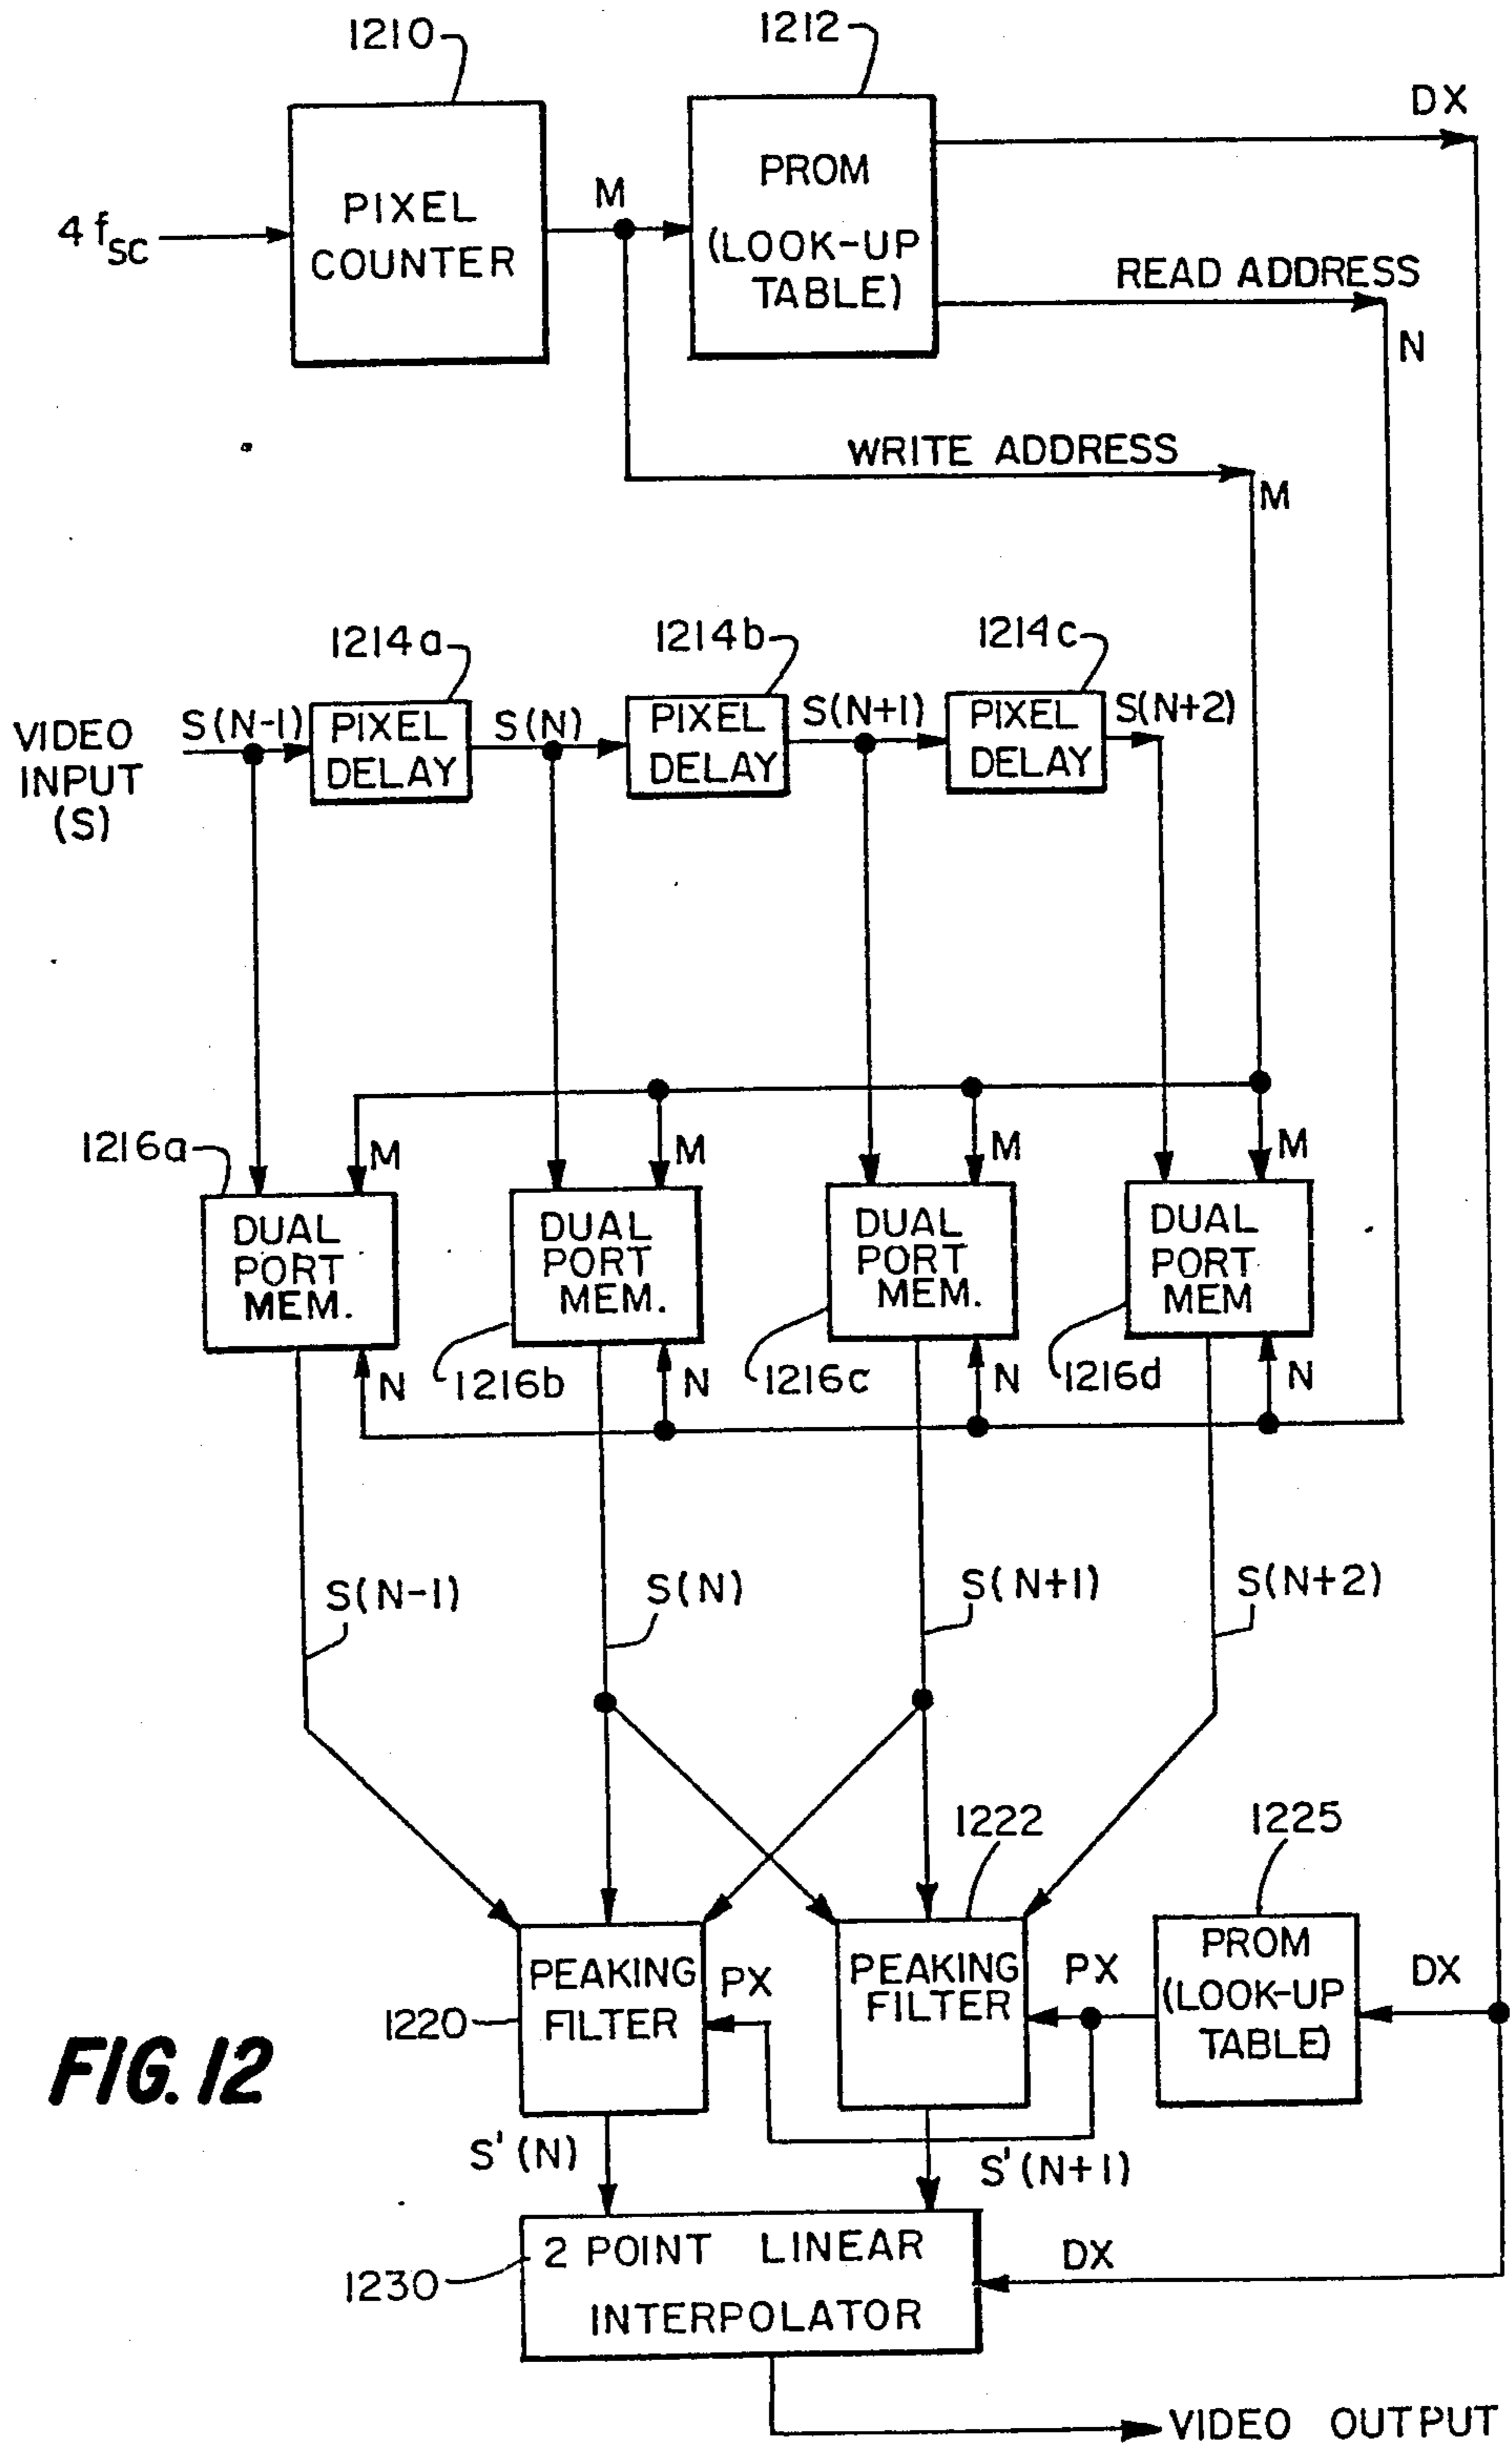 1210
1212
DX
4 fsc
PIXEL
COUNTER
M
PROM
(LOOK-UP
TABLE)
READ ADDRESS
N
WRITE ADDRESS
M
1214a
1214b
1214c
VIDEO
INPUT
(S)
S(N-1)
PIXEL
DELAY
S(N)
PIXEL
DELAY
S(N+1)
PIXEL
DELAY
S(N+2)
1216a
M
M
M
M
DUAL
PORT
MEM.
DUAL
PORT
MEM.
DUAL
PORT
MEM.
DUAL
PORT
MEM
N
1216b
N
1216c
N
1216d
N
S(N-1)
S(N)
S(N+1)
S(N+2)
1222
1225
PEAKING
FILTER
1220
PX
PEAKING
FILTER
PX
PROM
(LOOK-UP
TABLE)
DX
FIG. 12
S'(N)
S'(N+1)
2 POINT LINEAR
INTERPOLATOR
1230
DX
VIDEO OUTPUT